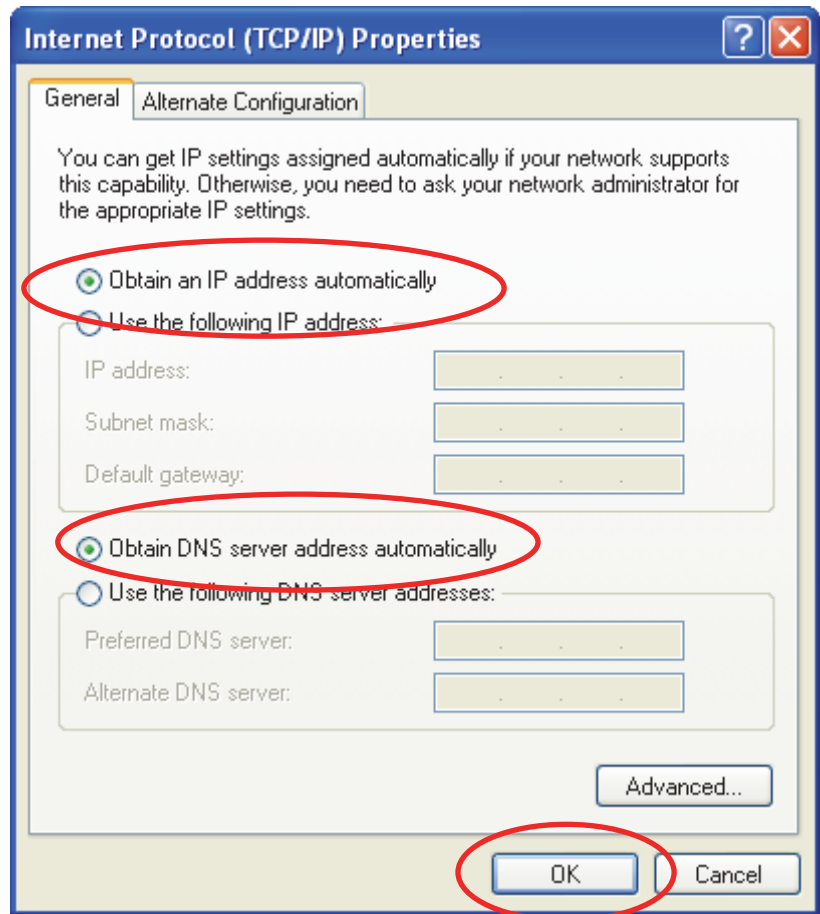 Internet Protocol (TCP/IP) Properties
General
Alternate Configuration
You can get IP settings assigned automatically if your network supports
this capability. Otherwise, you need to ask your network administrator for
the appropriate IP settings.
Obtain an IP address automatically
Use the following IP address:
IP address:
Subnet mask:
Default gateway:
Obtain DNS server address automatically
Use the following DNS server addresses:
Preferred DNS server:
Alternate DNS server:
Advanced...
OK
Cancel